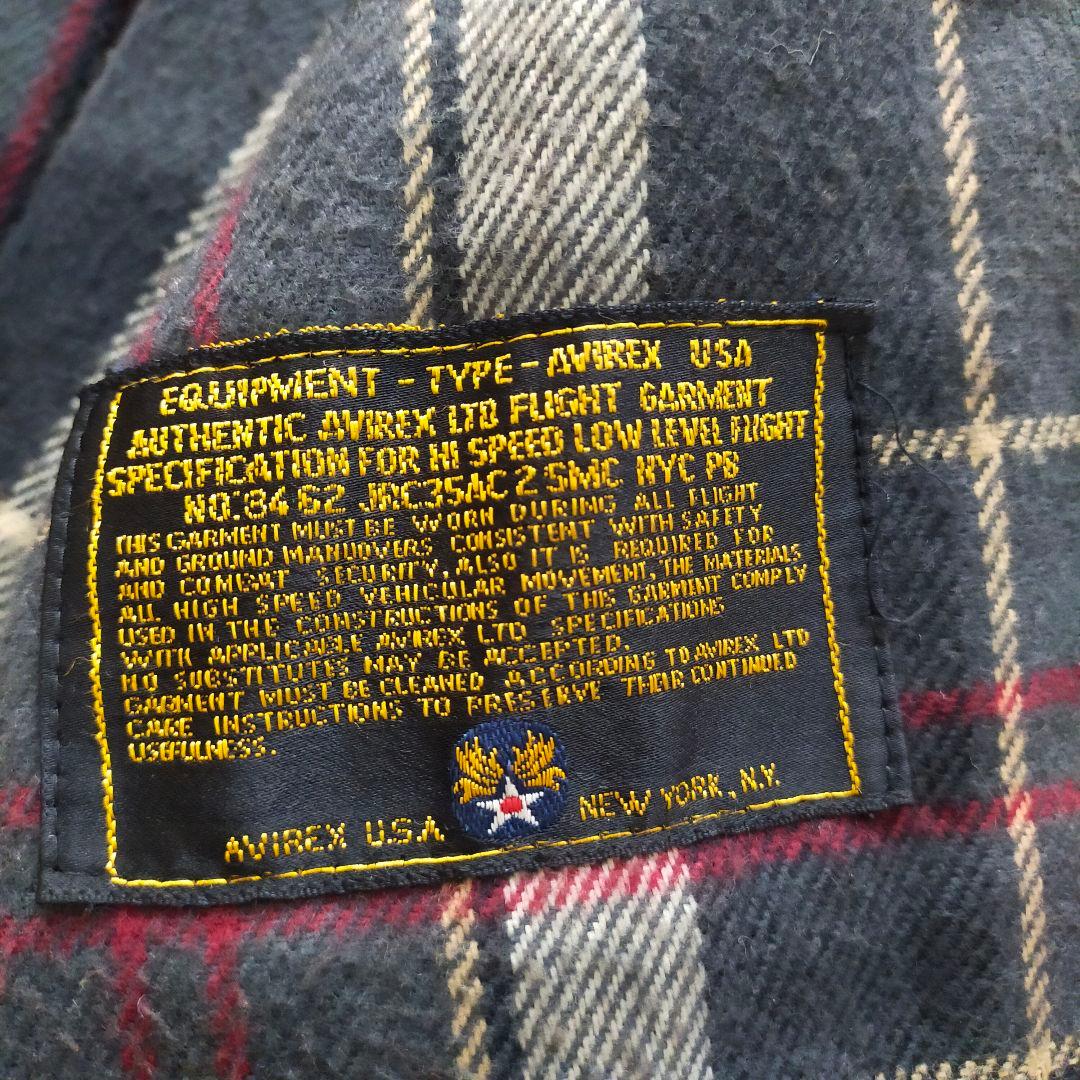 EQUIPMENT - TYPE - AVIREX USA
AUTHENTIC AVIREX LTD FLIGHT GARMENT
SPECIFICATION FOR HI SPEED LOW LEVEL FLIGHT
NO. 8462 JRC35AC 2 SMC NYC PB
THIS GARMENT MUST BE WORN DURING ALL FLIGHT
AND GROUND MANUOVERS CONSISTENT WITH SAFETY
AND COMBAT SECURITY, ALSO IT IS REQUIRED FOR
ALL HIGH SPEED VEHICULAR MOVEMENT, THE MATERIALS
USED IN THE CONSTRUCTIONS OF THIS GARMENT COMPLY
WITH APPLICABLE AVIREX LTD SPECIFICATIONS
NO SUBSTITUTES MAY BE ACCEPTED.
GARMENT MUST BE CLEANED ACCORDING TO AVIREX LTD
CARE INSTRUCTIONS TO PRESERVE THEIR CONTINUED
USEFULNESS.
AVIREX U.S.A NEW YORK, N.Y.